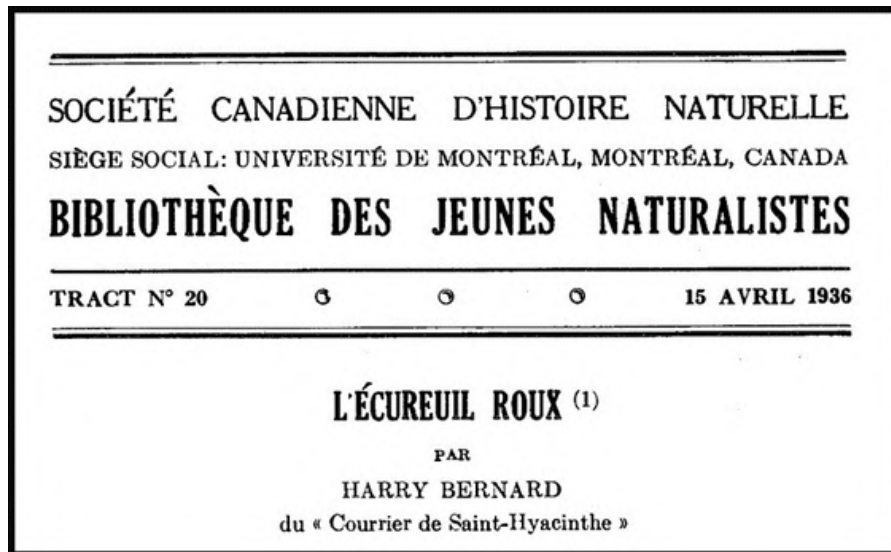 SOCIÉTÉ CANADIENNE D'HISTOIRE NATURELLE
SIÈGE SOCIAL: UNIVERSITÉ DE MONTRÉAL, MONTRÉAL, CANADA
BIBLIOTHÈQUE DES JEUNES NATURALISTES
TRACT N° 20 15 AVRIL 1936
L'ÉCUREUIL ROUX (1)
PAR
HARRY BERNARD
du « Courrier de Saint-Hyacinthe »